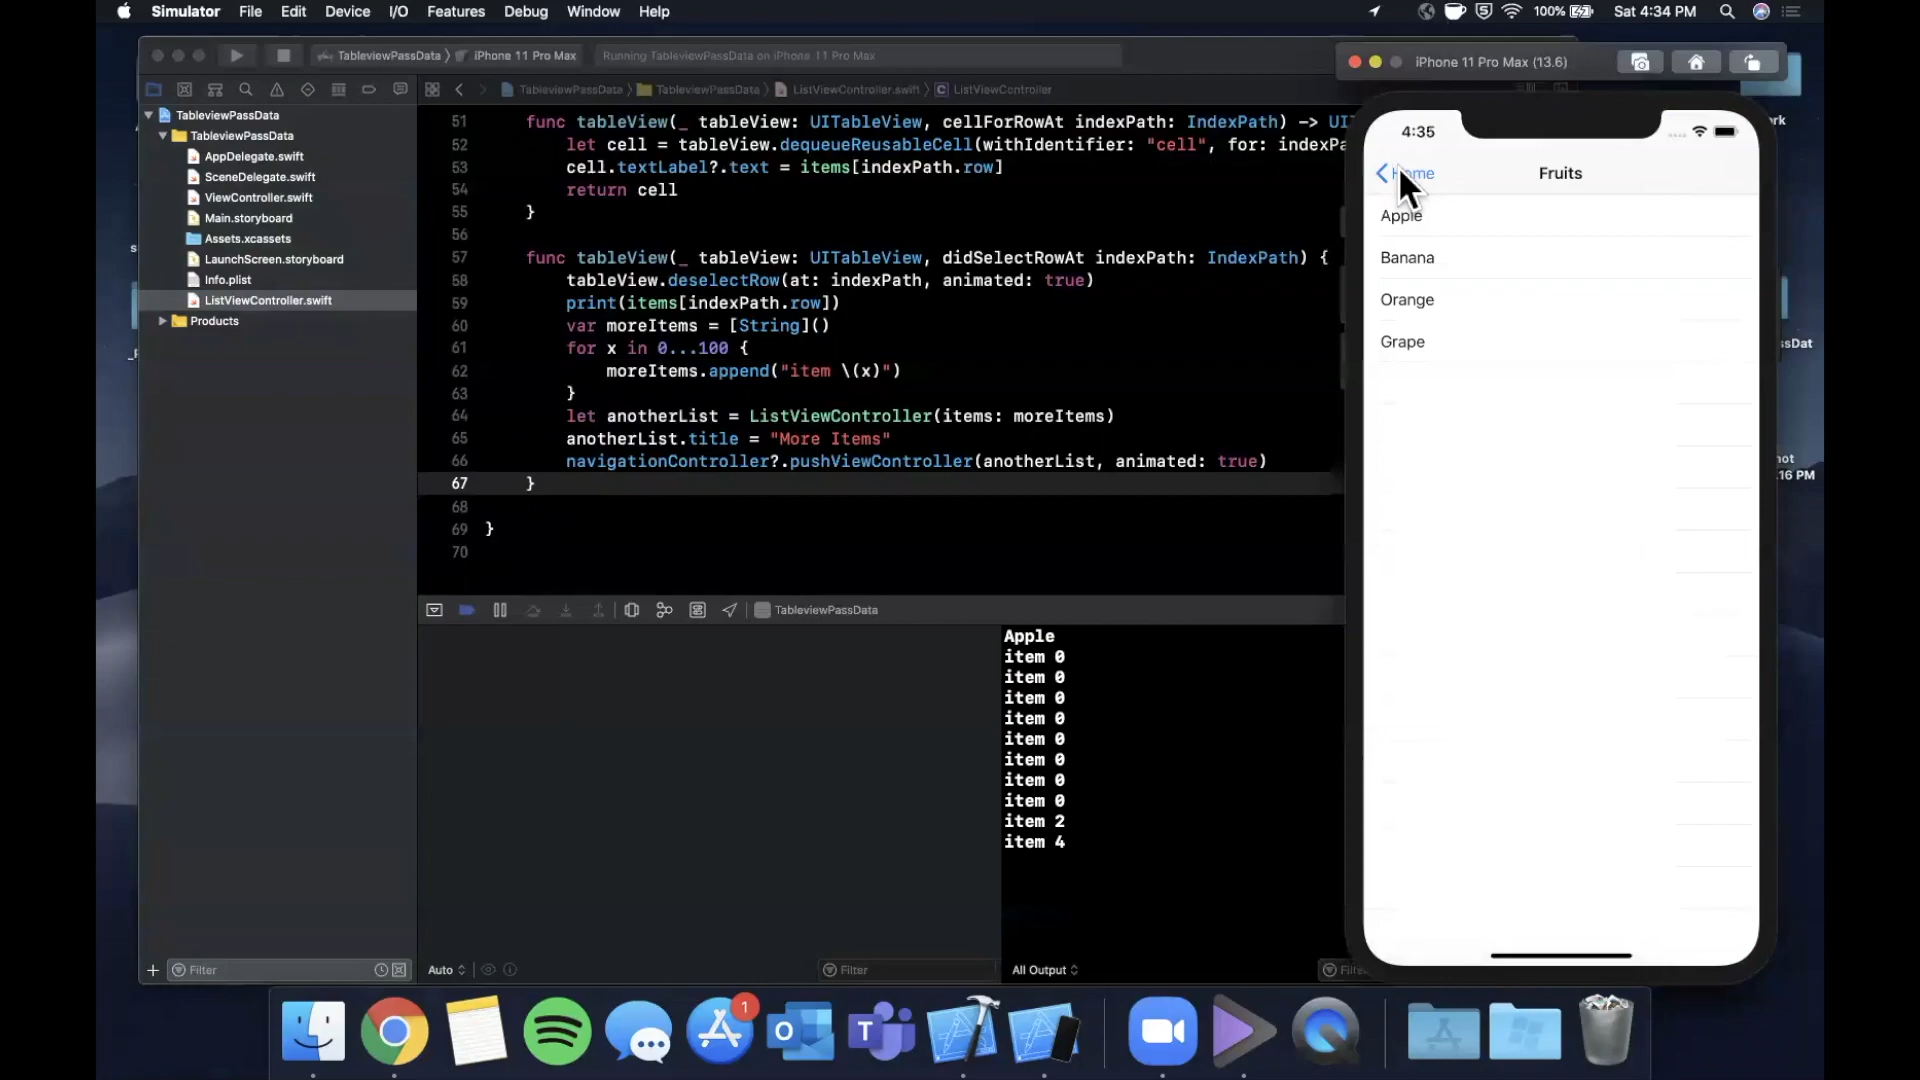 Simulator File Edit Device I/O Features Debug Window Help
100% Sat 4:34 PM
TableviewPassData iPhone 11 Pro Max Running TableviewPassData on iPhone 11 Pro Max
iPhone 11 Pro Max (13.6)
TableviewPassData TableviewPassData ListViewController.swift ListViewController
TableviewPassData
TableviewPassData
AppDelegate.swift
SceneDelegate.swift
ViewController.swift
Main.storyboard
Assets.xcassets
LaunchScreen.storyboard
Info.plist
ListViewController.swift
Products
51 func tableView(_ tableView: UITableView, cellForRowAt indexPath: IndexPath) -> UI
52 let cell = tableView.dequeueReusableCell(withIdentifier: "cell", for: indexPa
53 cell.textLabel?.text = items[indexPath.row]
54 return cell
55 }
56
57 func tableView(_ tableView: UITableView, didSelectRowAt indexPath: IndexPath) {
58 tableView.deselectRow(at: indexPath, animated: true)
59 print(items[indexPath.row])
60 var moreItems = [String]()
61 for x in 0...100 {
62 moreItems.append("item \(x)")
63 }
64 let anotherList = ListViewController(items: moreItems)
65 anotherList.title = "More Items"
66 navigationController?.pushViewController(anotherList, animated: true)
67 }
68
69 }
70
TableviewPassData
Apple
item 0
item 0
item 0
item 0
item 0
item 0
item 0
item 0
item 2
item 4
Filter
Auto
Filter
All Output
Filte
4:35
Home Fruits
Apple
Banana
Orange
Grape
rk
ssDat
ot
.16 PM
1